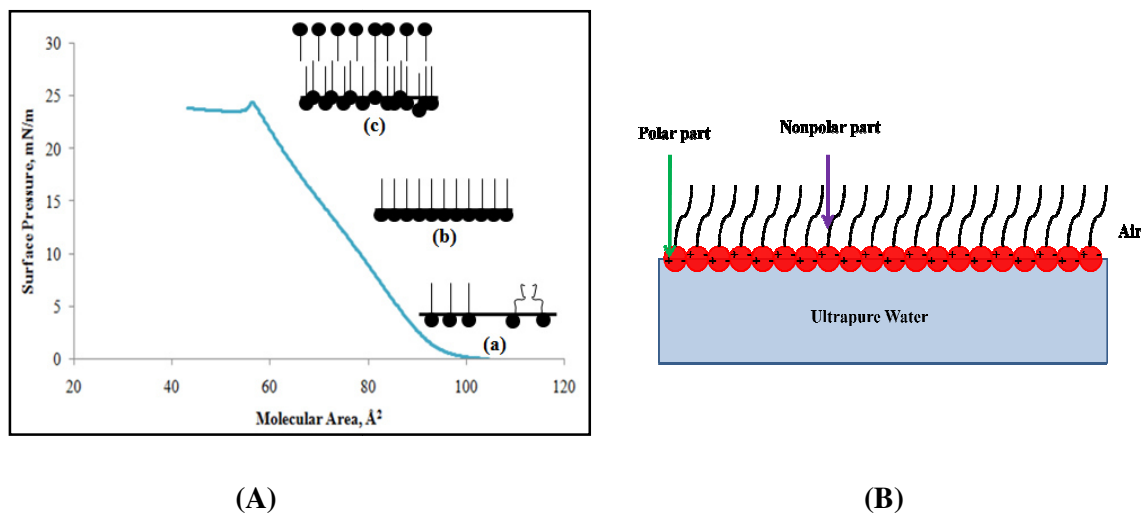 30
25
20
15
10
5
0
20
40
60
80
100
120
Surface Pressure, mN/m
Molecular Area, Å²
(c)
(b)
(a)
(A)
Polar part
Nonpolar part
Air
+ -
Ultrapure Water
(B)